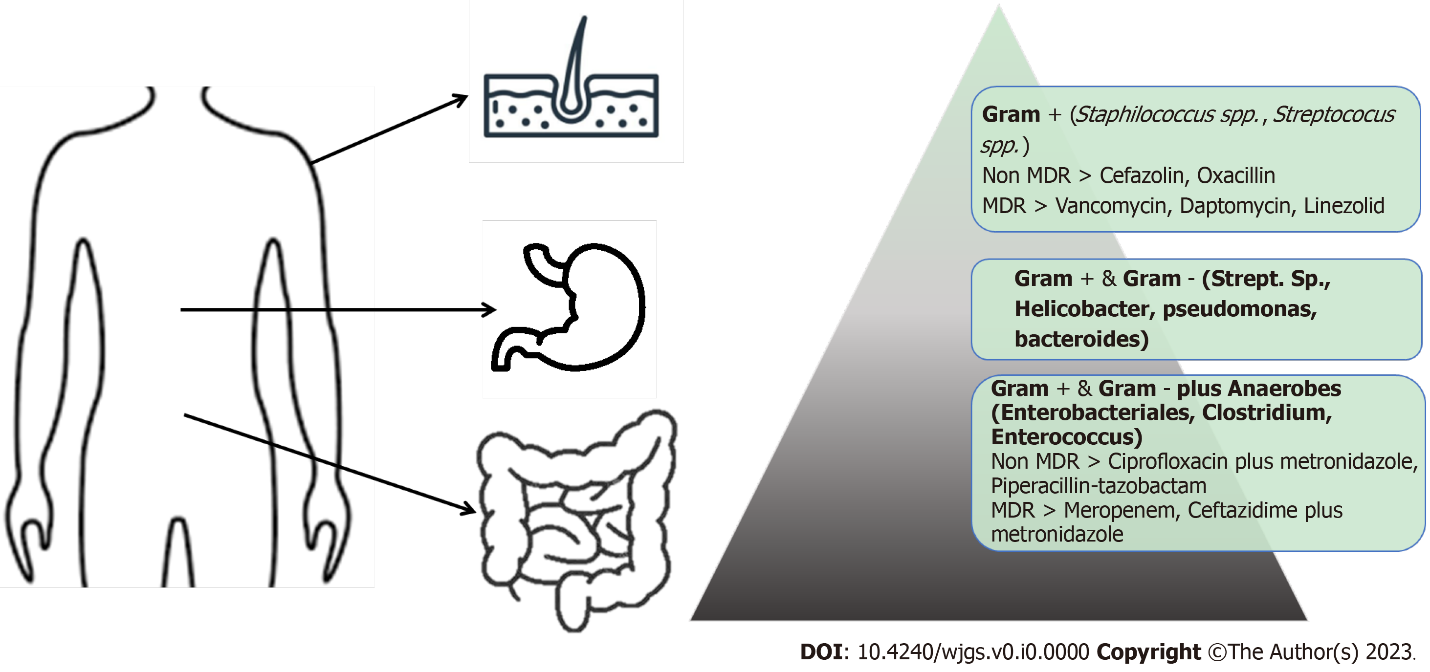 Gram + (Staphilococcus spp., Streptococus
spp.)
Non MDR > Cefazolin, Oxacillin
MDR > Vancomycin, Daptomycin, Linezolid
Gram + & Gram - (Strept. Sp.,
Helicobacter, pseudomonas,
bacteroides)
Gram + & Gram - plus Anaerobes
(Enterobacteriales, Clostridium,
Enterococcus)
Non MDR > Ciprofloxacin plus metronidazole,
Piperacillin-tazobactam
MDR > Meropenem, Ceftazidime plus
metronidazole
DOI: 10.4240/wjgs.v0.i0.0000 Copyright ©The Author(s) 2023.